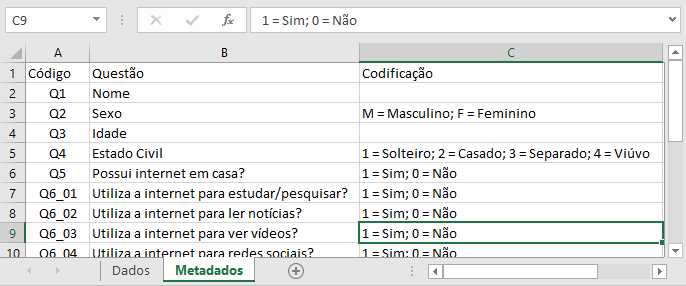 C9 1 = Sim; 0 = Não
A B C
1 Código Questão Codificação
2 Q1 Nome
3 Q2 Sexo M = Masculino; F = Feminino
4 Q3 Idade
5 Q4 Estado Civil 1 = Solteiro; 2 = Casado; 3 = Separado; 4 = Viúvo
6 Q5 Possui internet em casa? 1 = Sim; 0 = Não
7 Q6_01 Utiliza a internet para estudar/pesquisar? 1 = Sim; 0 = Não
8 Q6_02 Utiliza a internet para ler notícias? 1 = Sim; 0 = Não
9 Q6_03 Utiliza a internet para ver vídeos? 1 = Sim; 0 = Não
10 Q6_04 Utiliza a internet para redes sociais? 1 = Sim; 0 = Não
Dados Metadados